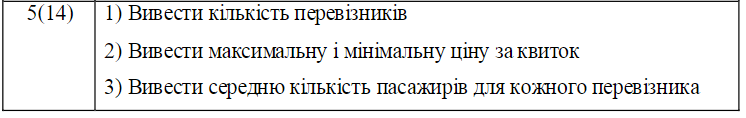 5(14) 1) Вивести кількість перевізників
2) Вивести максимальну і мінімальну ціну за квиток
3) Вивести середню кількість пасажирів для кожного перевізника